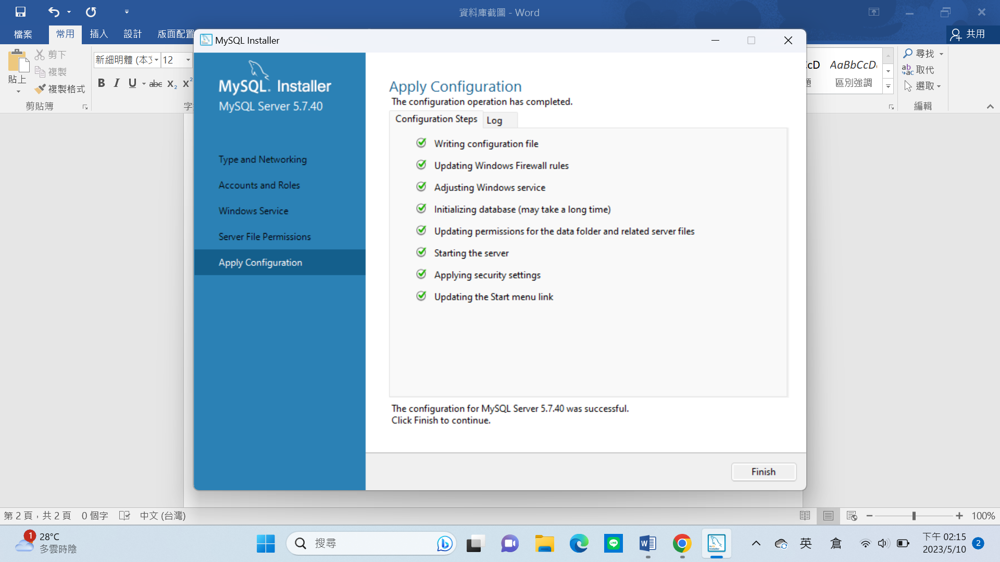 資料庫截圖 - Word
檔案 常用 插入 設計 版面配置
共用
剪下
複製
複製格式
貼上
剪貼簿
新細明體 (本文 12
B I U abc X₂ X²
字
CcD AaBbCcD
題 區別強調
尋找
取代
選取
編輯
MySQL Installer
MySQL. Installer
MySQL Server 5.7.40
Type and Networking
Accounts and Roles
Windows Service
Server File Permissions
Apply Configuration
Apply Configuration
The configuration operation has completed.
Configuration Steps Log
Writing configuration file
Updating Windows Firewall rules
Adjusting Windows service
Initializing database (may take a long time)
Updating permissions for the data folder and related server files
Starting the server
Applying security settings
Updating the Start menu link
The configuration for MySQL Server 5.7.40 was successful.
Click Finish to continue.
Finish
第 2 頁，共 2 頁 0 個字 中文 (台灣)
100%
1
28°C
多雲時陰
搜尋
LINE
英 倉
下午 02:15
2023/5/10
2